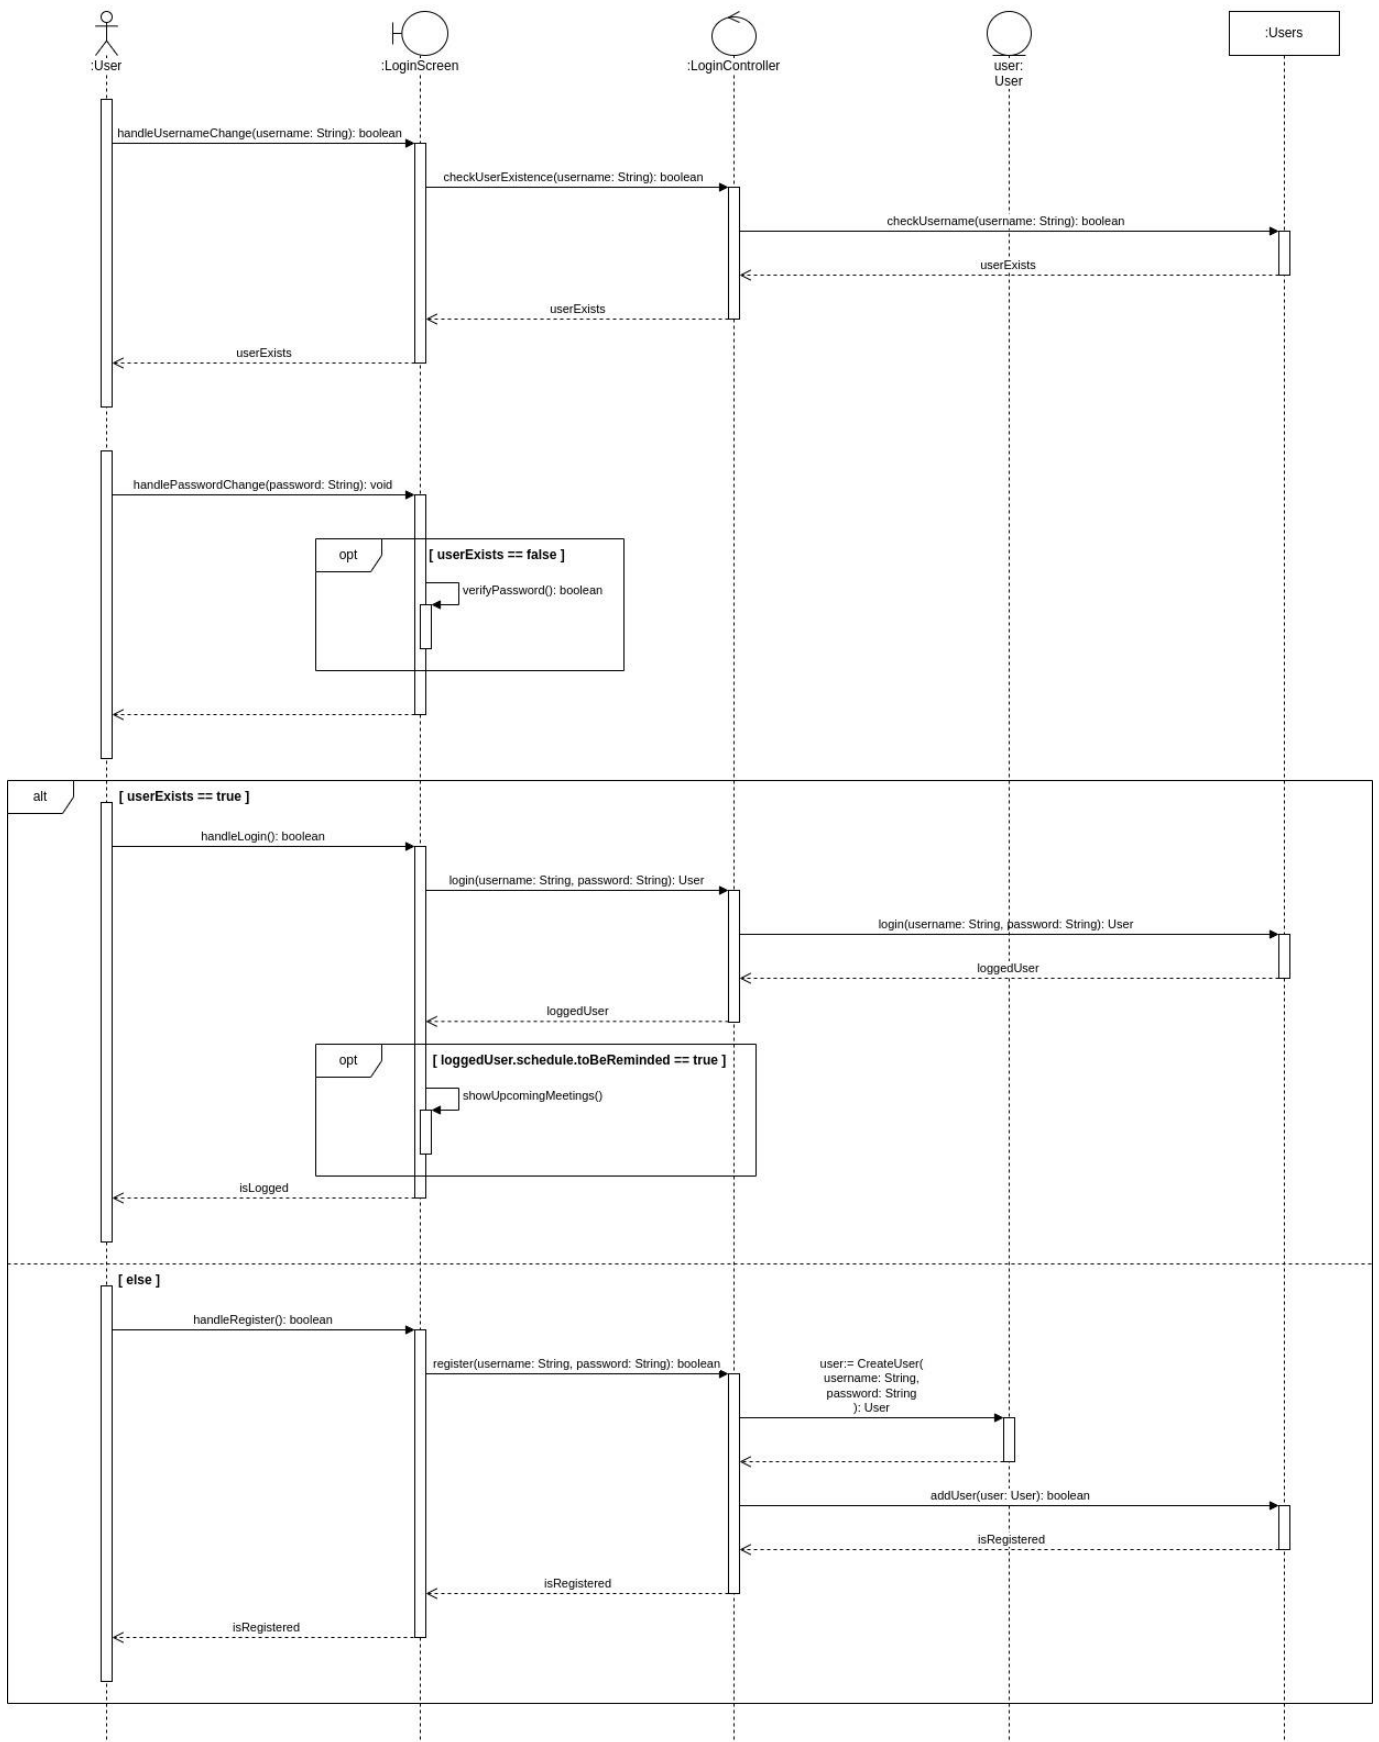 :User
:LoginScreen
:LoginController
user:
User
:Users
handleUsernameChange(username: String): boolean
checkUserExistence(username: String): boolean
checkUsername(username: String): boolean
userExists
userExists
userExists
handlePasswordChange(password: String): void
opt
[ userExists == false ]
verifyPassword(): boolean
alt
[ userExists == true ]
handleLogin(): boolean
login(username: String, password: String): User
login(username: String, password: String): User
loggedUser
loggedUser
opt
[ loggedUser.schedule.toBeReminded == true ]
showUpcomingMeetings()
isLogged
[ else ]
handleRegister(): boolean
register(username: String, password: String): boolean
user:= CreateUser(
username: String,
password: String
): User
addUser(user: User): boolean
isRegistered
isRegistered
isRegistered